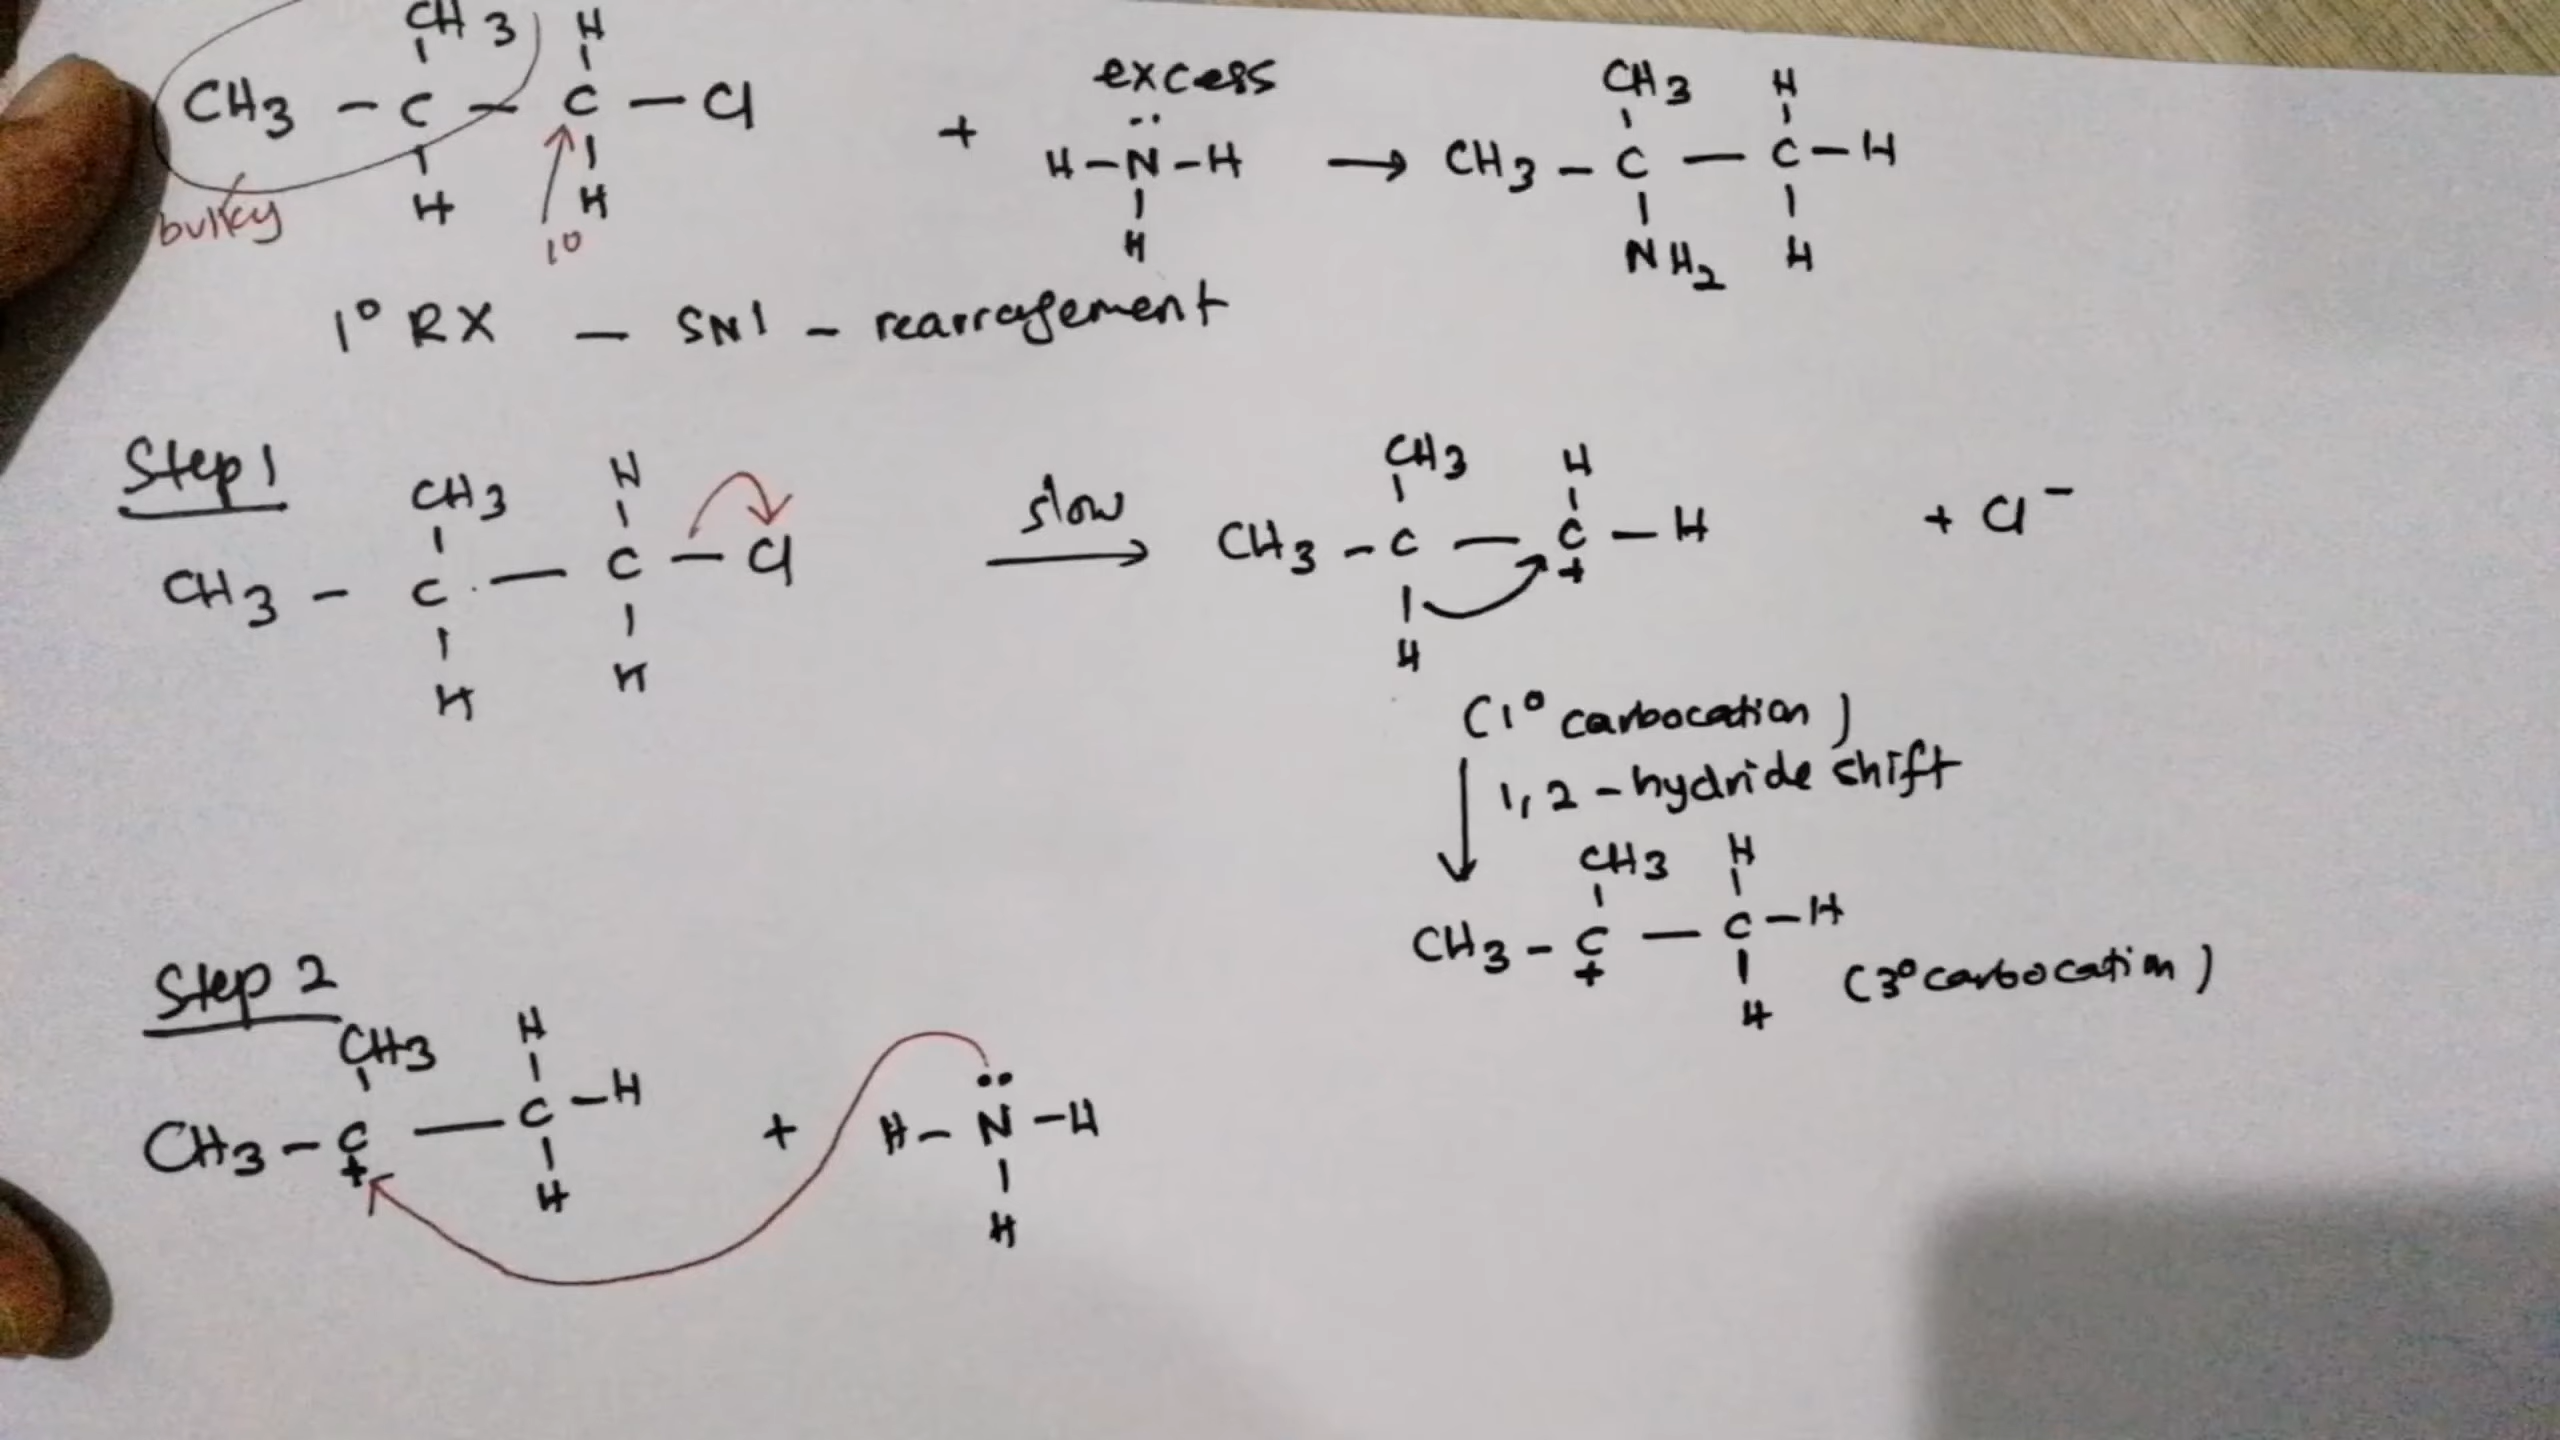 CH3 H
CH3 - C - C - Cl + excess H - N̈ - H → CH3 - C - C - H
H H H NH2 H
CH3 H
bulky 1°
1° RX - SN1 - rearragement
Step 1
CH3 H CH3 H
CH3 - C - C - Cl slow → CH3 - C - C - H + Cl⁻
H H H +
(1° carbocation)
1,2 - hydride shift
CH3 H
CH3 - C - C - H (3° carbocation)
+ H
Step 2
CH3 H
CH3 - C - C - H + H - N̈ - H
+ H H